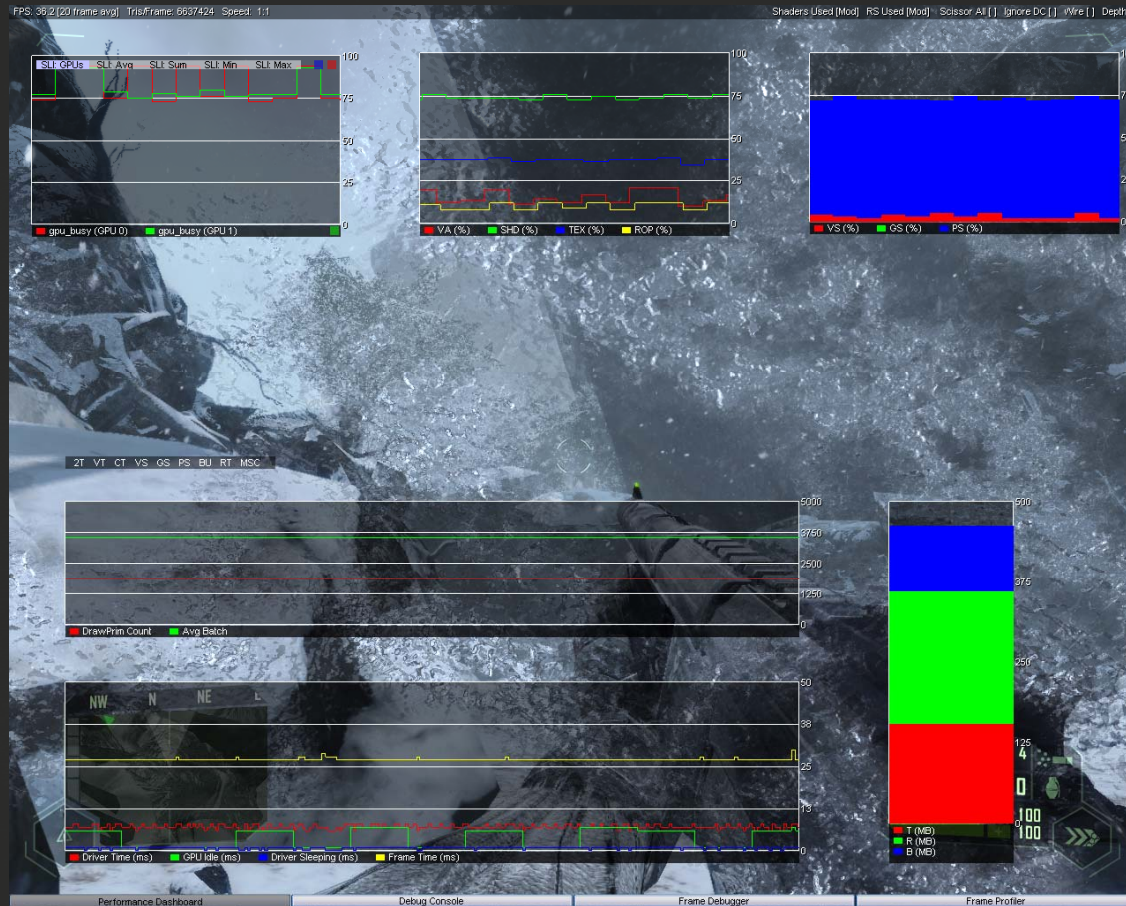 FPS: 36.2 [20 frame avg] Tris/Frame: 6637424 Speed: 1:1
Shaders Used [Mod] RS Used [Mod] Scissor All [ ] Ignore DC [ ] Wire [ ] Depth
SLI: GPUs SLI: Avg SLI: Sum SLI: Min SLI: Max
100
75
50
25
0
gpu_busy (GPU 0) gpu_busy (GPU 1)
100
75
50
25
0
VA (%) SHD (%) TEX (%) ROP (%)
VS (%) GS (%) PS (%)
2T VT CT VS GS PS BU RT MSC
5000
3750
2500
1250
0
DrawPrim Count Avg Batch
500
375
250
125
0
T (MB)
R (MB)
B (MB)
NW N NE
50
38
25
13
0
Driver Time (ms) GPU Idle (ms) Driver Sleeping (ms) Frame Time (ms)
4
0
100
100
Performance Dashboard Debug Console Frame Debugger Frame Profiler